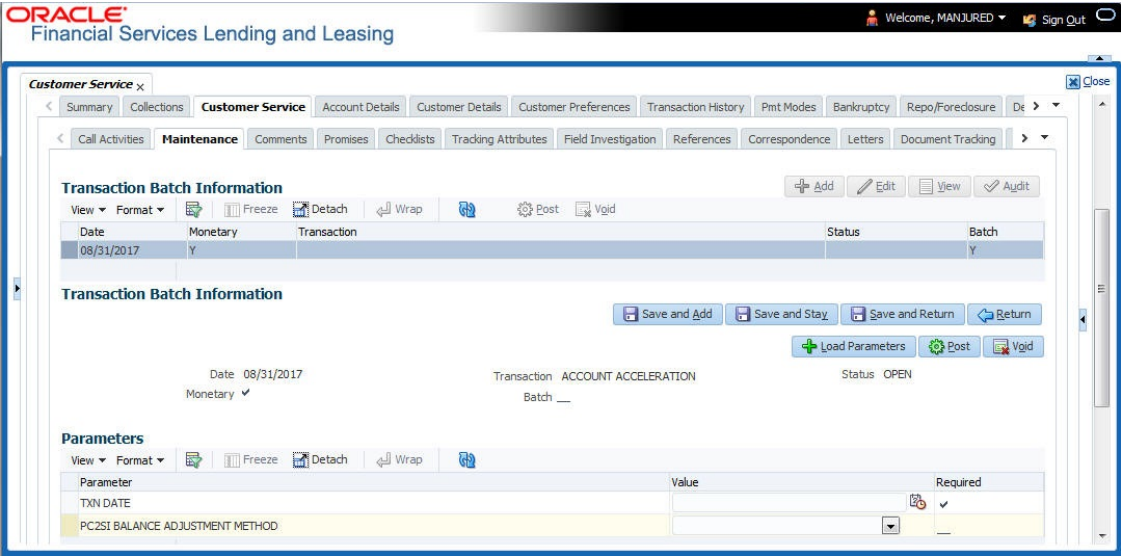 ORACLE'
Financial Services Lending and Leasing
Welcome, MANJURED
Sign Out
Customer Service x
Close
Summary Collections Customer Service Account Details Customer Details Customer Preferences Transaction History Pmt Modes Bankruptcy Repo/Foreclosure De
Call Activities Maintenance Comments Promises Checklists Tracking Attributes Field Investigation References Correspondence Letters Document Tracking
Transaction Batch Information
Add Edit View Audit
View Format Freeze Detach Wrap Post Void
Date Monetary Transaction Status Batch
08/31/2017 Y Y
Transaction Batch Information
Save and Add Save and Stay Save and Return Return
Load Parameters Post Void
Date 08/31/2017 Transaction ACCOUNT ACCELERATION Status OPEN
Monetary Batch
Parameters
View Format Freeze Detach Wrap
Parameter Value Required
TXN DATE
PC2SI BALANCE ADJUSTMENT METHOD